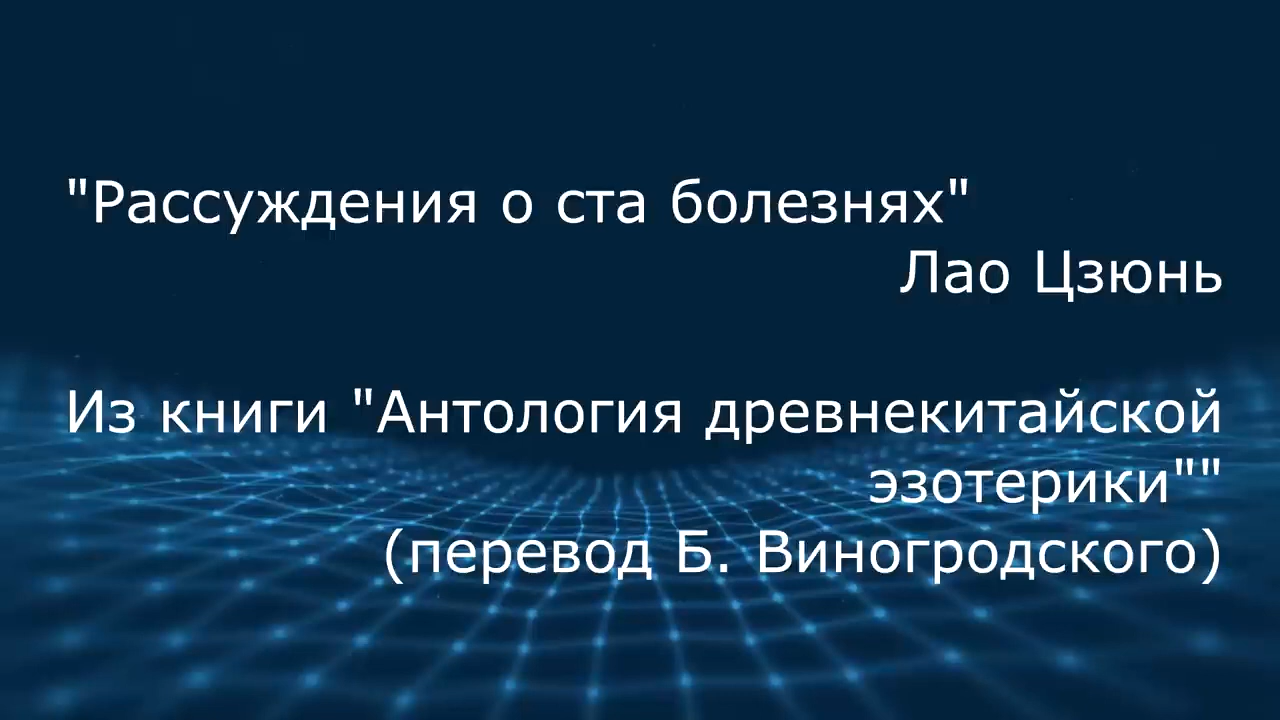 "Рассуждения о ста болезнях"
Лао Цзюнь
Из книги "Антология древнекитайской
эзотерики""
(перевод Б. Виногродского)